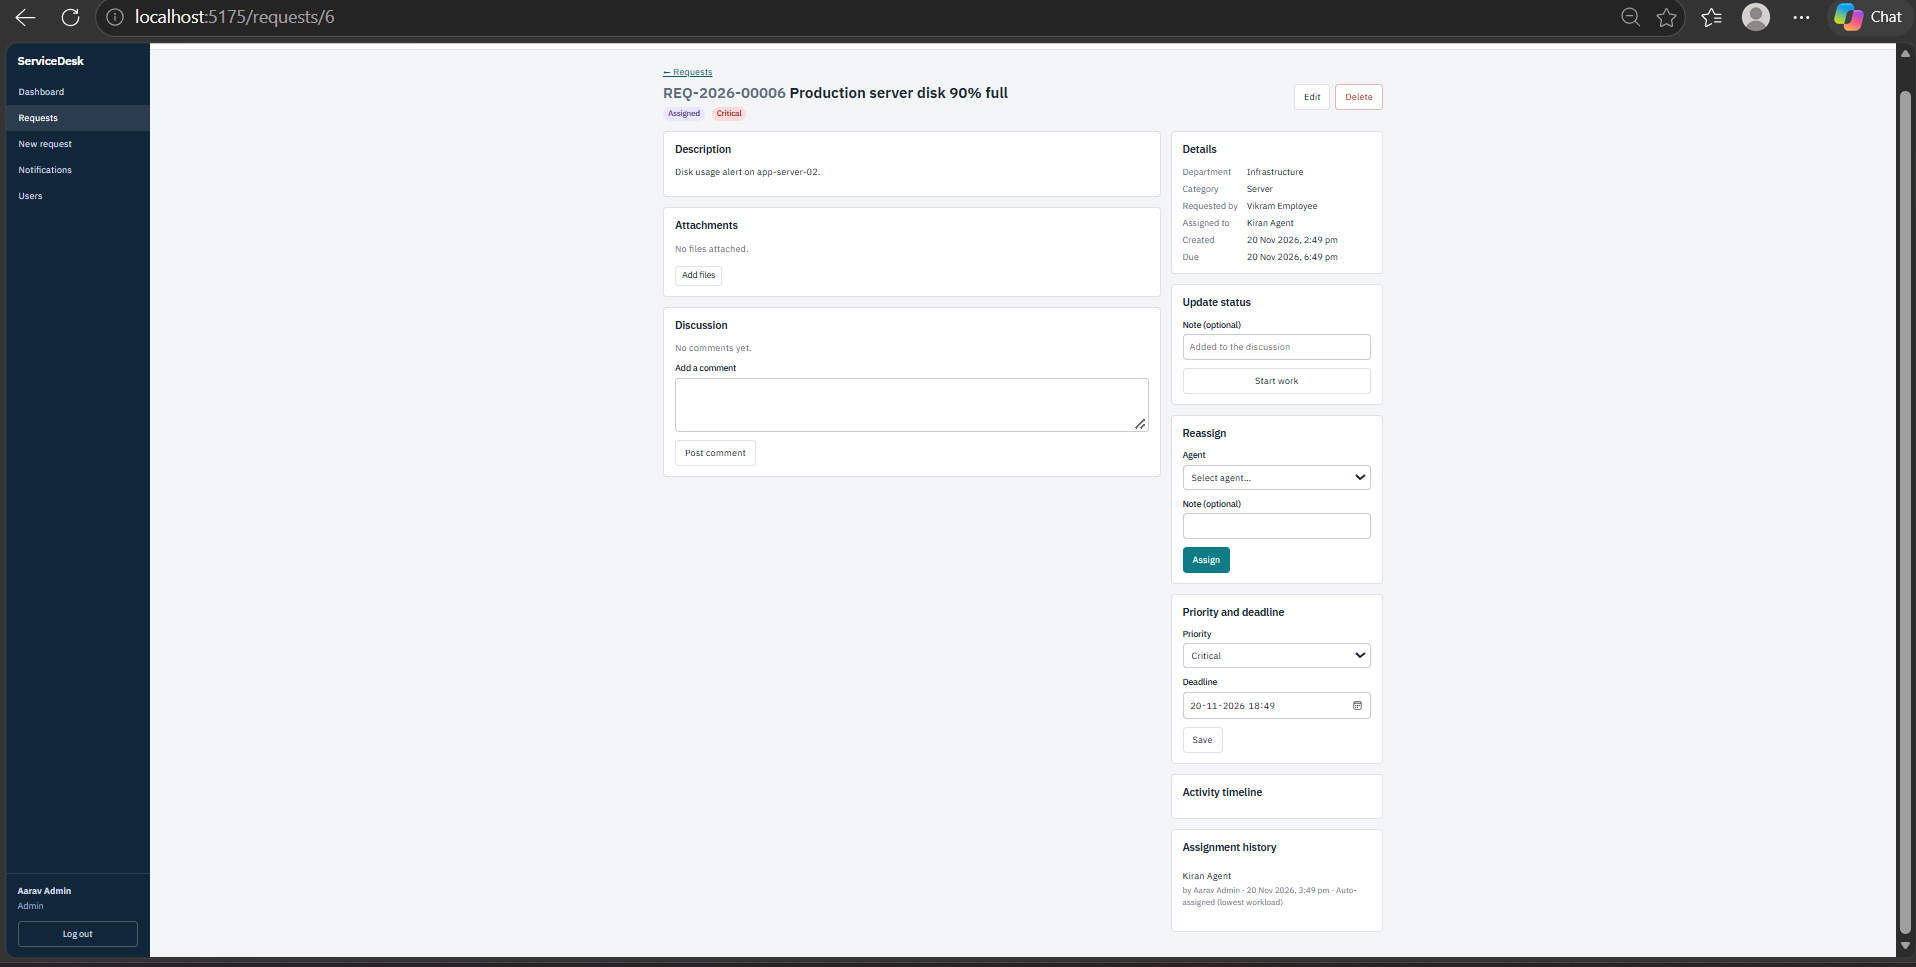 localhost:5175/requests/6
Chat
ServiceDesk
Dashboard
Requests
New request
Notifications
Users
Aarav Admin
Admin
Log out
← Requests
REQ-2026-00006 Production server disk 90% full
Assigned Critical
Edit
Delete
Description
Disk usage alert on app-server-02.
Attachments
No files attached.
Add files
Discussion
No comments yet.
Add a comment
Post comment
Details
Department Infrastructure
Category Server
Requested by Vikram Employee
Assigned to Kiran Agent
Created 20 Nov 2026, 2:49 pm
Due 20 Nov 2026, 6:49 pm
Update status
Note (optional)
Added to the discussion
Start work
Reassign
Agent
Select agent...
Note (optional)
Assign
Priority and deadline
Priority
Critical
Deadline
20-11-2026 18:49
Save
Activity timeline
Assignment history
Kiran Agent
by Aarav Admin · 20 Nov 2026, 3:49 pm · Auto-
assigned (lowest workload)